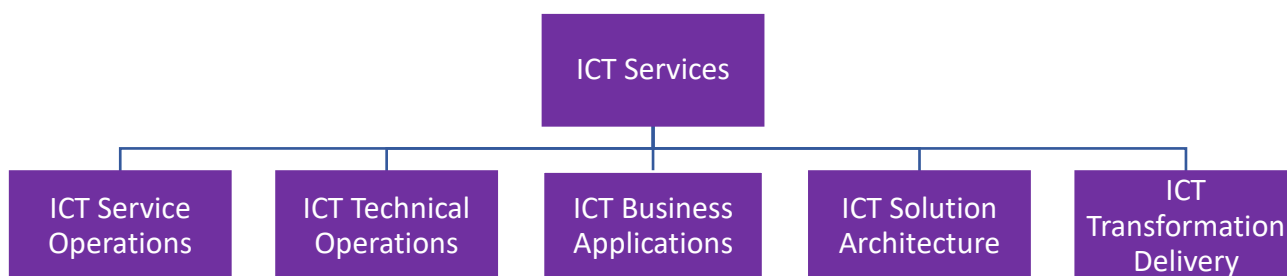 ICT Services
ICT Service
Operations
ICT Technical
Operations
ICT Business
Applications
ICT Solution
Architecture
ICT
Transformation
Delivery